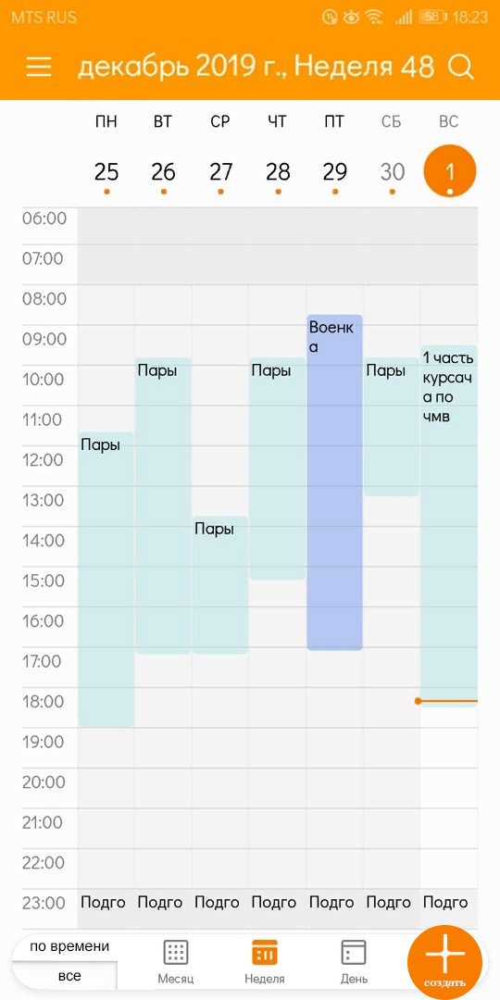 MTS RUS 58 18:23
декабрь 2019 г., Неделя 48
ПН ВТ СР ЧТ ПТ СБ ВС
25 26 27 28 29 30 1
06:00
07:00
08:00
09:00
10:00
11:00
12:00
13:00
14:00
15:00
16:00
17:00
18:00
19:00
20:00
21:00
22:00
23:00
Пары
Пары
Пары
Пары
Военк
а
Пары
1 часть
курсач
а по
чмв
Подго Подго Подго Подго Подго Подго Подго
по времени
все
Месяц
Неделя
День
создать